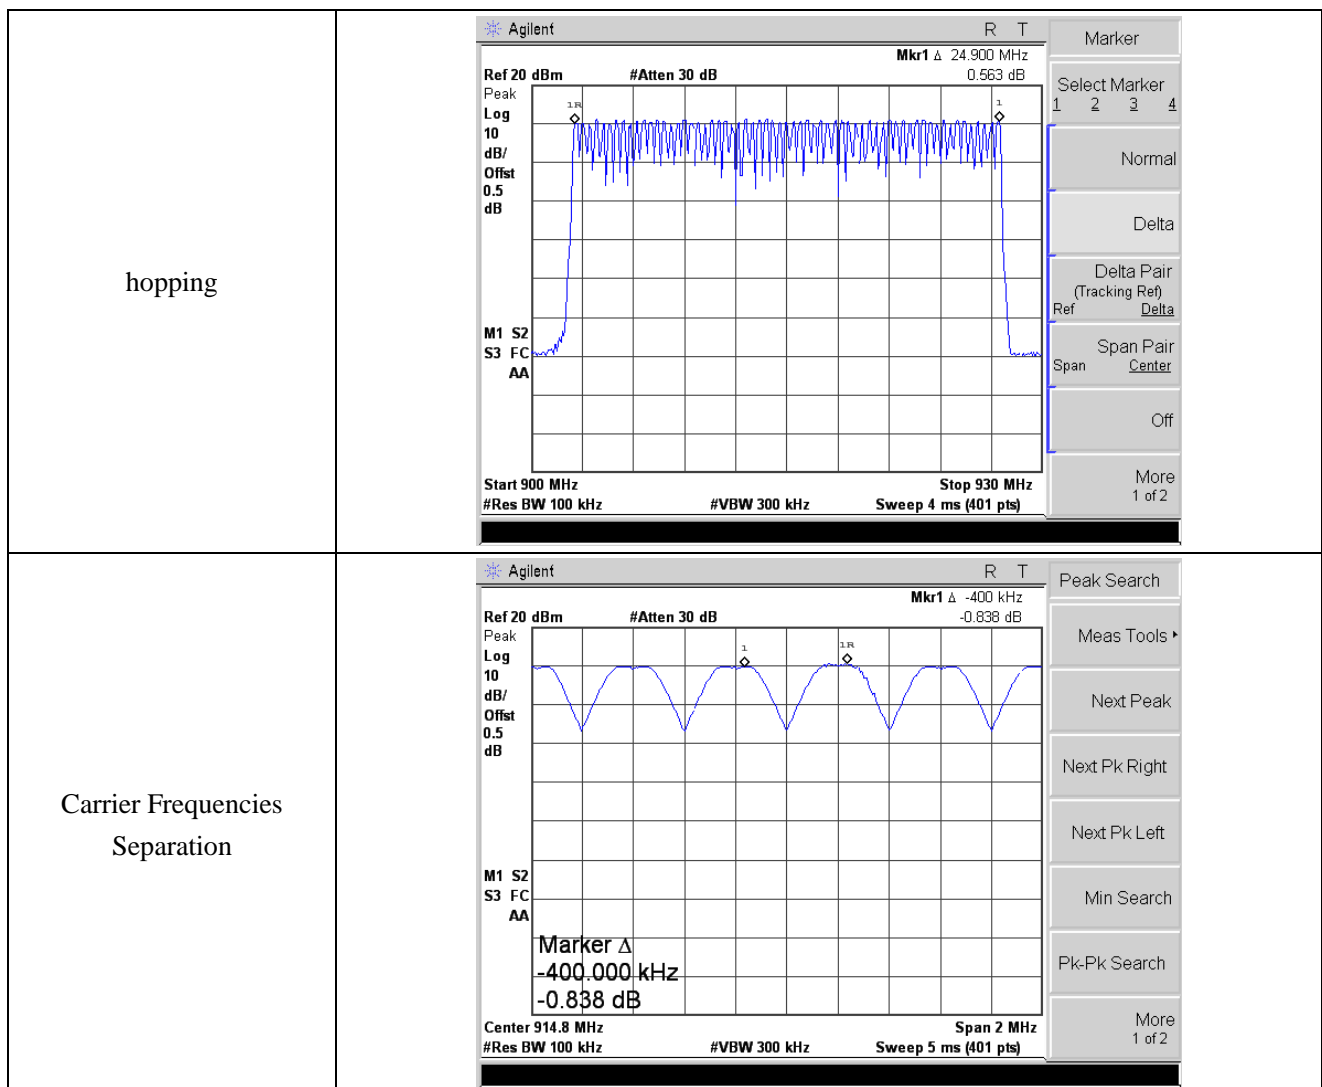 hopping
Agilent R T
Mkr1 Δ 24.900 MHz
Ref 20 dBm #Atten 30 dB 0.563 dB
Peak
Log
10
dB/
Offst
0.5
dB
1R
1
M1 S2
S3 FC
AA
Start 900 MHz Stop 930 MHz
#Res BW 100 kHz #VBW 300 kHz Sweep 4 ms (401 pts)
Marker
Select Marker
1 2 3 4
Normal
Delta
Delta Pair
(Tracking Ref)
Ref Delta
Span Pair
Span Center
Off
More
1 of 2
Carrier Frequencies
Separation
Agilent R T
Mkr1 Δ -400 kHz
Ref 20 dBm #Atten 30 dB -0.838 dB
Peak
Log
10
dB/
Offst
0.5
dB
1
1R
M1 S2
S3 FC
AA
Marker Δ
-400.000 kHz
-0.838 dB
Center 914.8 MHz Span 2 MHz
#Res BW 100 kHz #VBW 300 kHz Sweep 5 ms (401 pts)
Peak Search
Meas Tools
Next Peak
Next Pk Right
Next Pk Left
Min Search
Pk-Pk Search
More
1 of 2